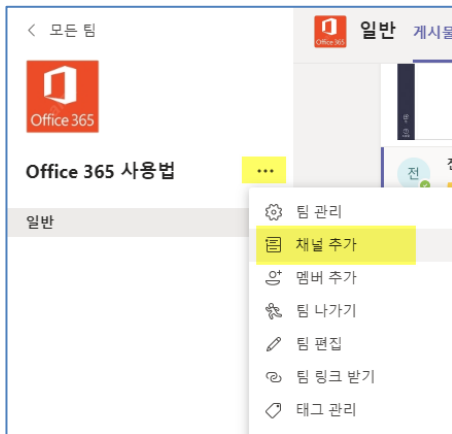 < 모든 팀
Office 365
Office 365 사용법
...
일반
Office 365
일반 게시물
전
팀 관리
채널 추가
멤버 추가
팀 나가기
팀 편집
팀 링크 받기
태그 관리